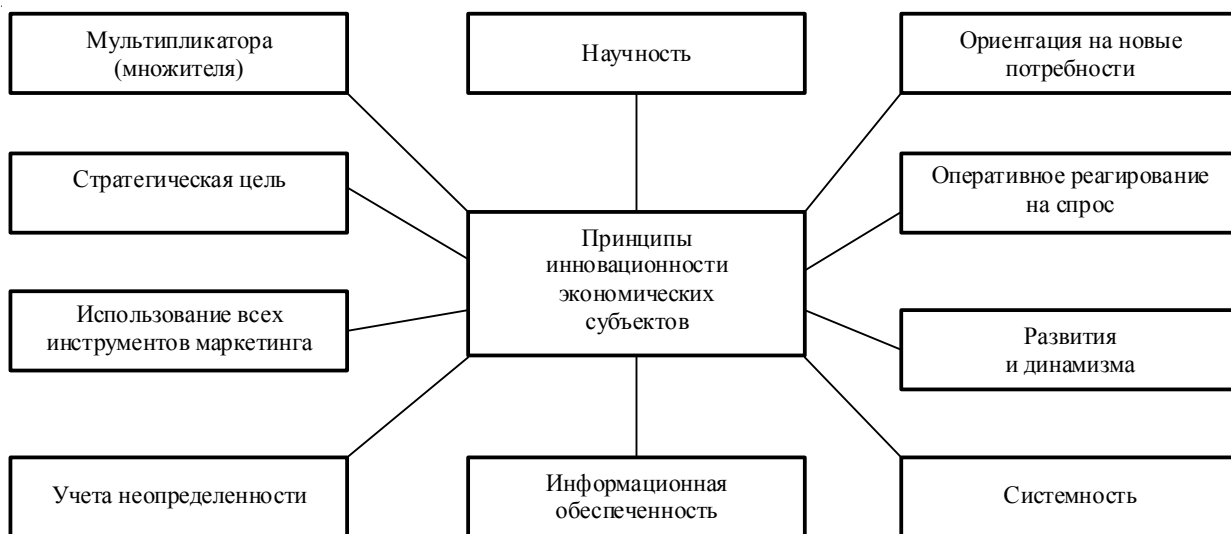 Мультипликатора
(множителя)
Научность
Ориентация на новые
потребности
Стратегическая цель
Оперативное реагирование
на спрос
Принципы
инновационности
экономических
субъектов
Использование всех
инструментов маркетинга
Развития
и динамизма
Учета неопределенности
Информационная
обеспеченность
Системность